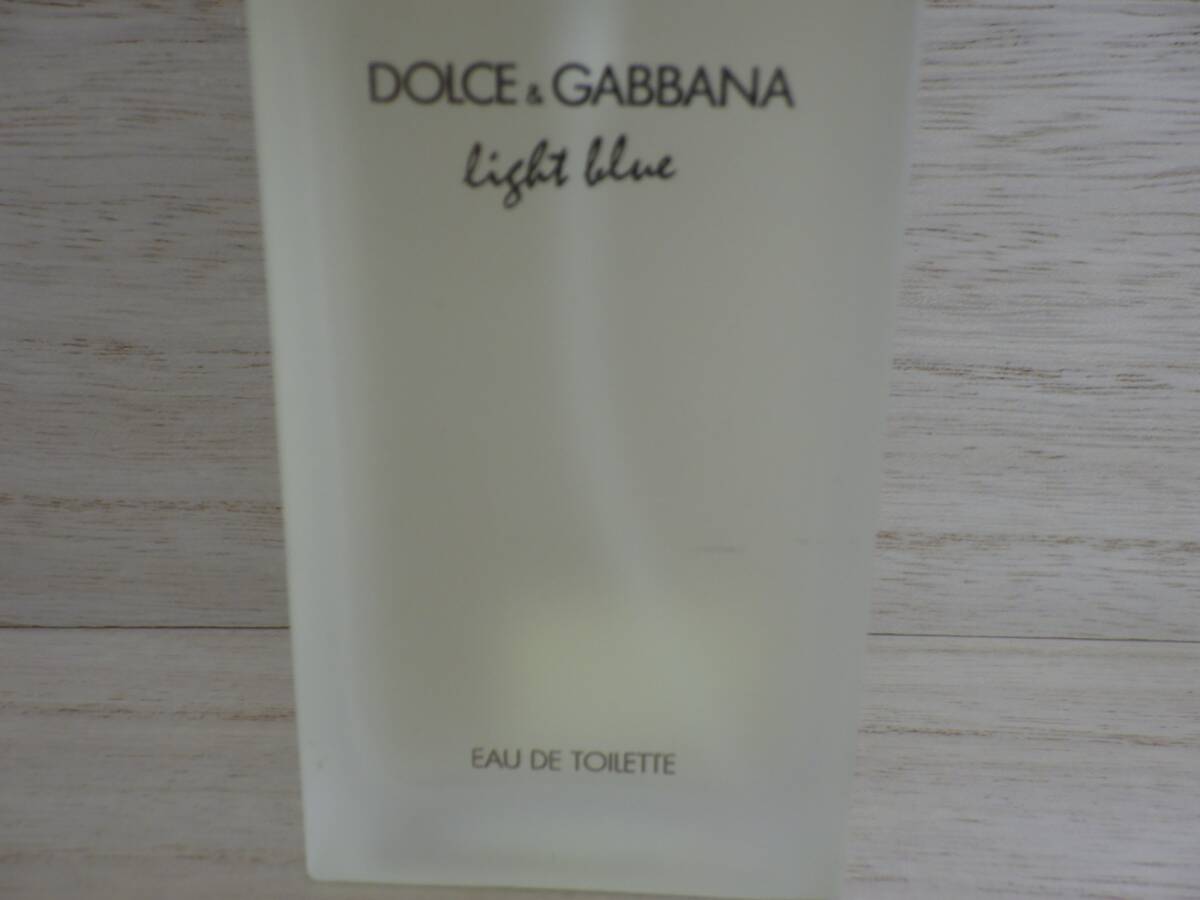 DOLCE & GABBANA
light blue
EAU DE TOILETTE